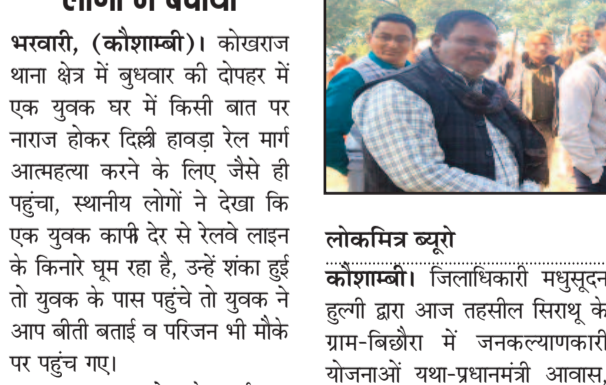 लोगों ने बचाया
भरवारी, (कौशाम्बी)। कोखराज
थाना क्षेत्र में बुधवार की दोपहर में
एक युवक घर में किसी बात पर
नाराज होकर दिल्ली हावड़ा रेल मार्ग
आत्महत्या करने के लिए जैसे ही
पहुंचा, स्थानीय लोगों ने देखा कि
एक युवक काफी देर से रेलवे लाइन
के किनारे घूम रहा है, उन्हें शंका हुई
तो युवक के पास पहुंचे तो युवक ने
आप बीती बताई व परिजन भी मौके
पर पहुंच गए।
लोकमित्र ब्यूरो
कौशाम्बी। जिलाधिकारी मधुसूदन
हुल्गी द्वारा आज तहसील सिराथू के
ग्राम-बिछौरा में जनकल्याणकारी
योजनाओं यथा-प्रधानमंत्री आवास,